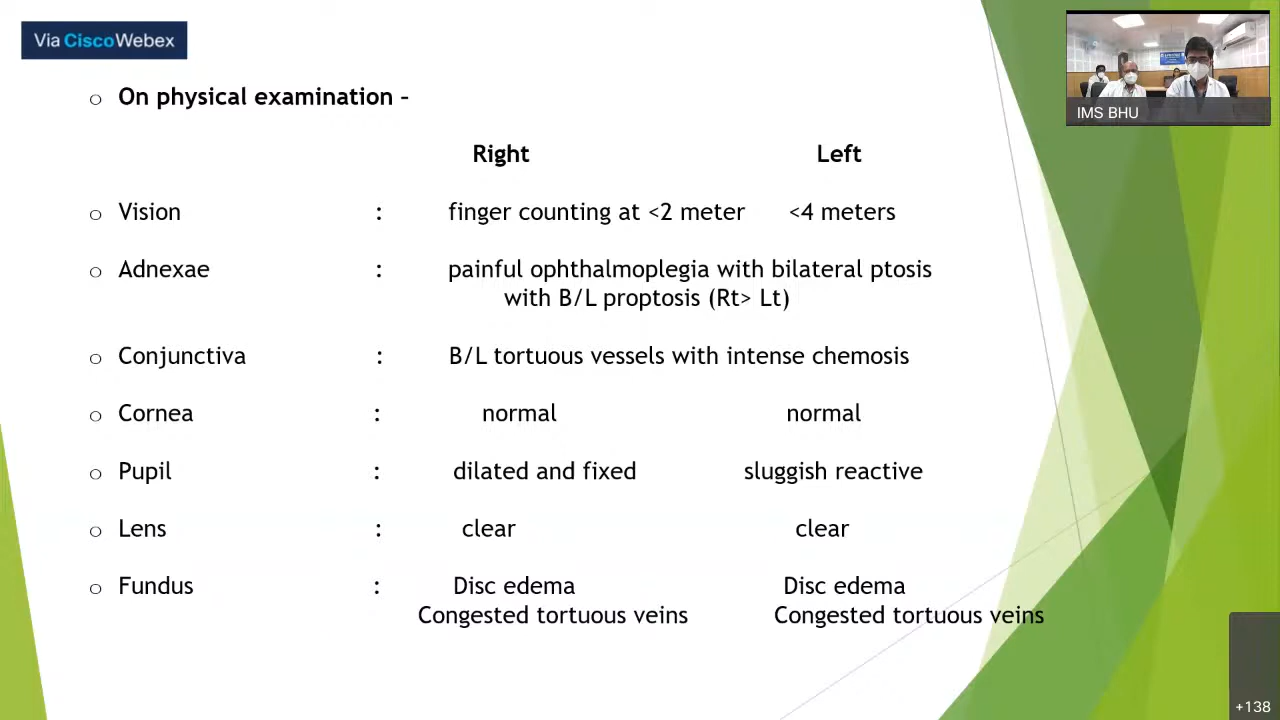 Via Cisco Webex
IMS BHU
On physical examination –
Right Left
Vision : finger counting at <2 meter <4 meters
Adnexae : painful ophthalmoplegia with bilateral ptosis
with B/L proptosis (Rt> Lt)
Conjunctiva : B/L tortuous vessels with intense chemosis
Cornea : normal normal
Pupil : dilated and fixed sluggish reactive
Lens : clear clear
Fundus : Disc edema Disc edema
Congested tortuous veins Congested tortuous veins
+138